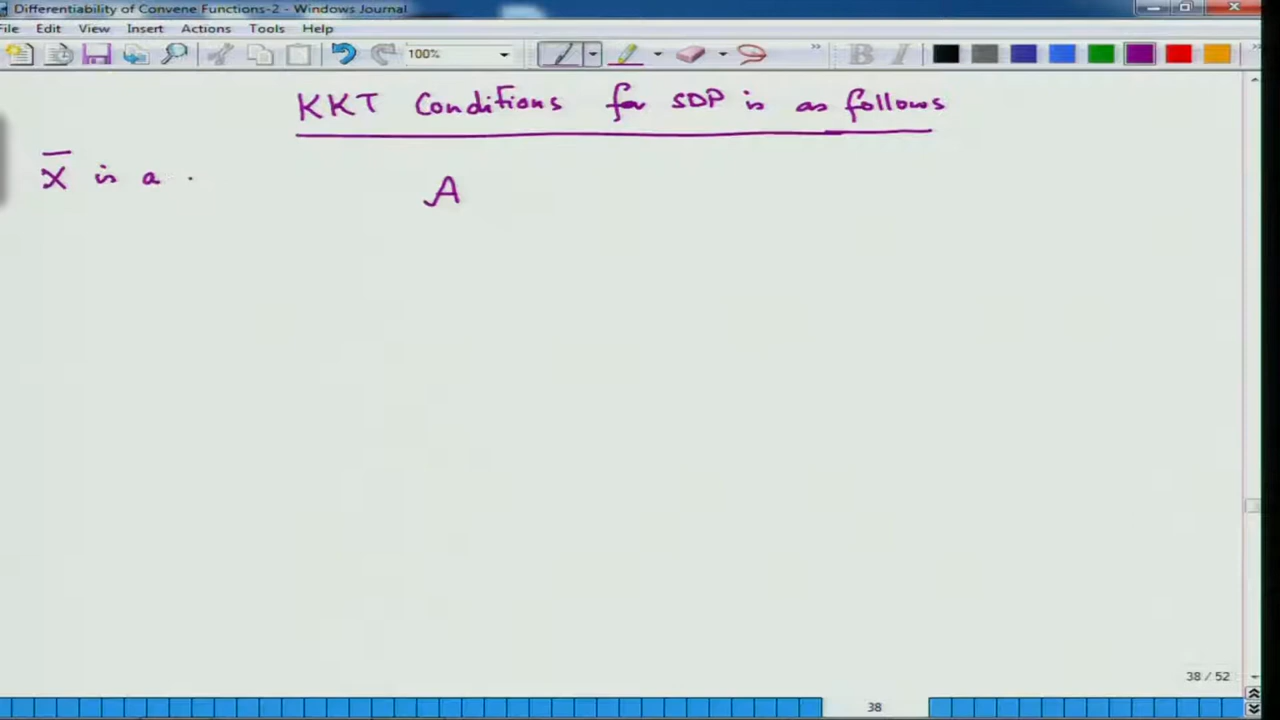 Differentiability of Convene Functions-2 - Windows Journal
File Edit View Insert Actions Tools Help
100%
B I
KKT Conditions for SDP is as follows
X̅ is a .
A
38 / 52
38